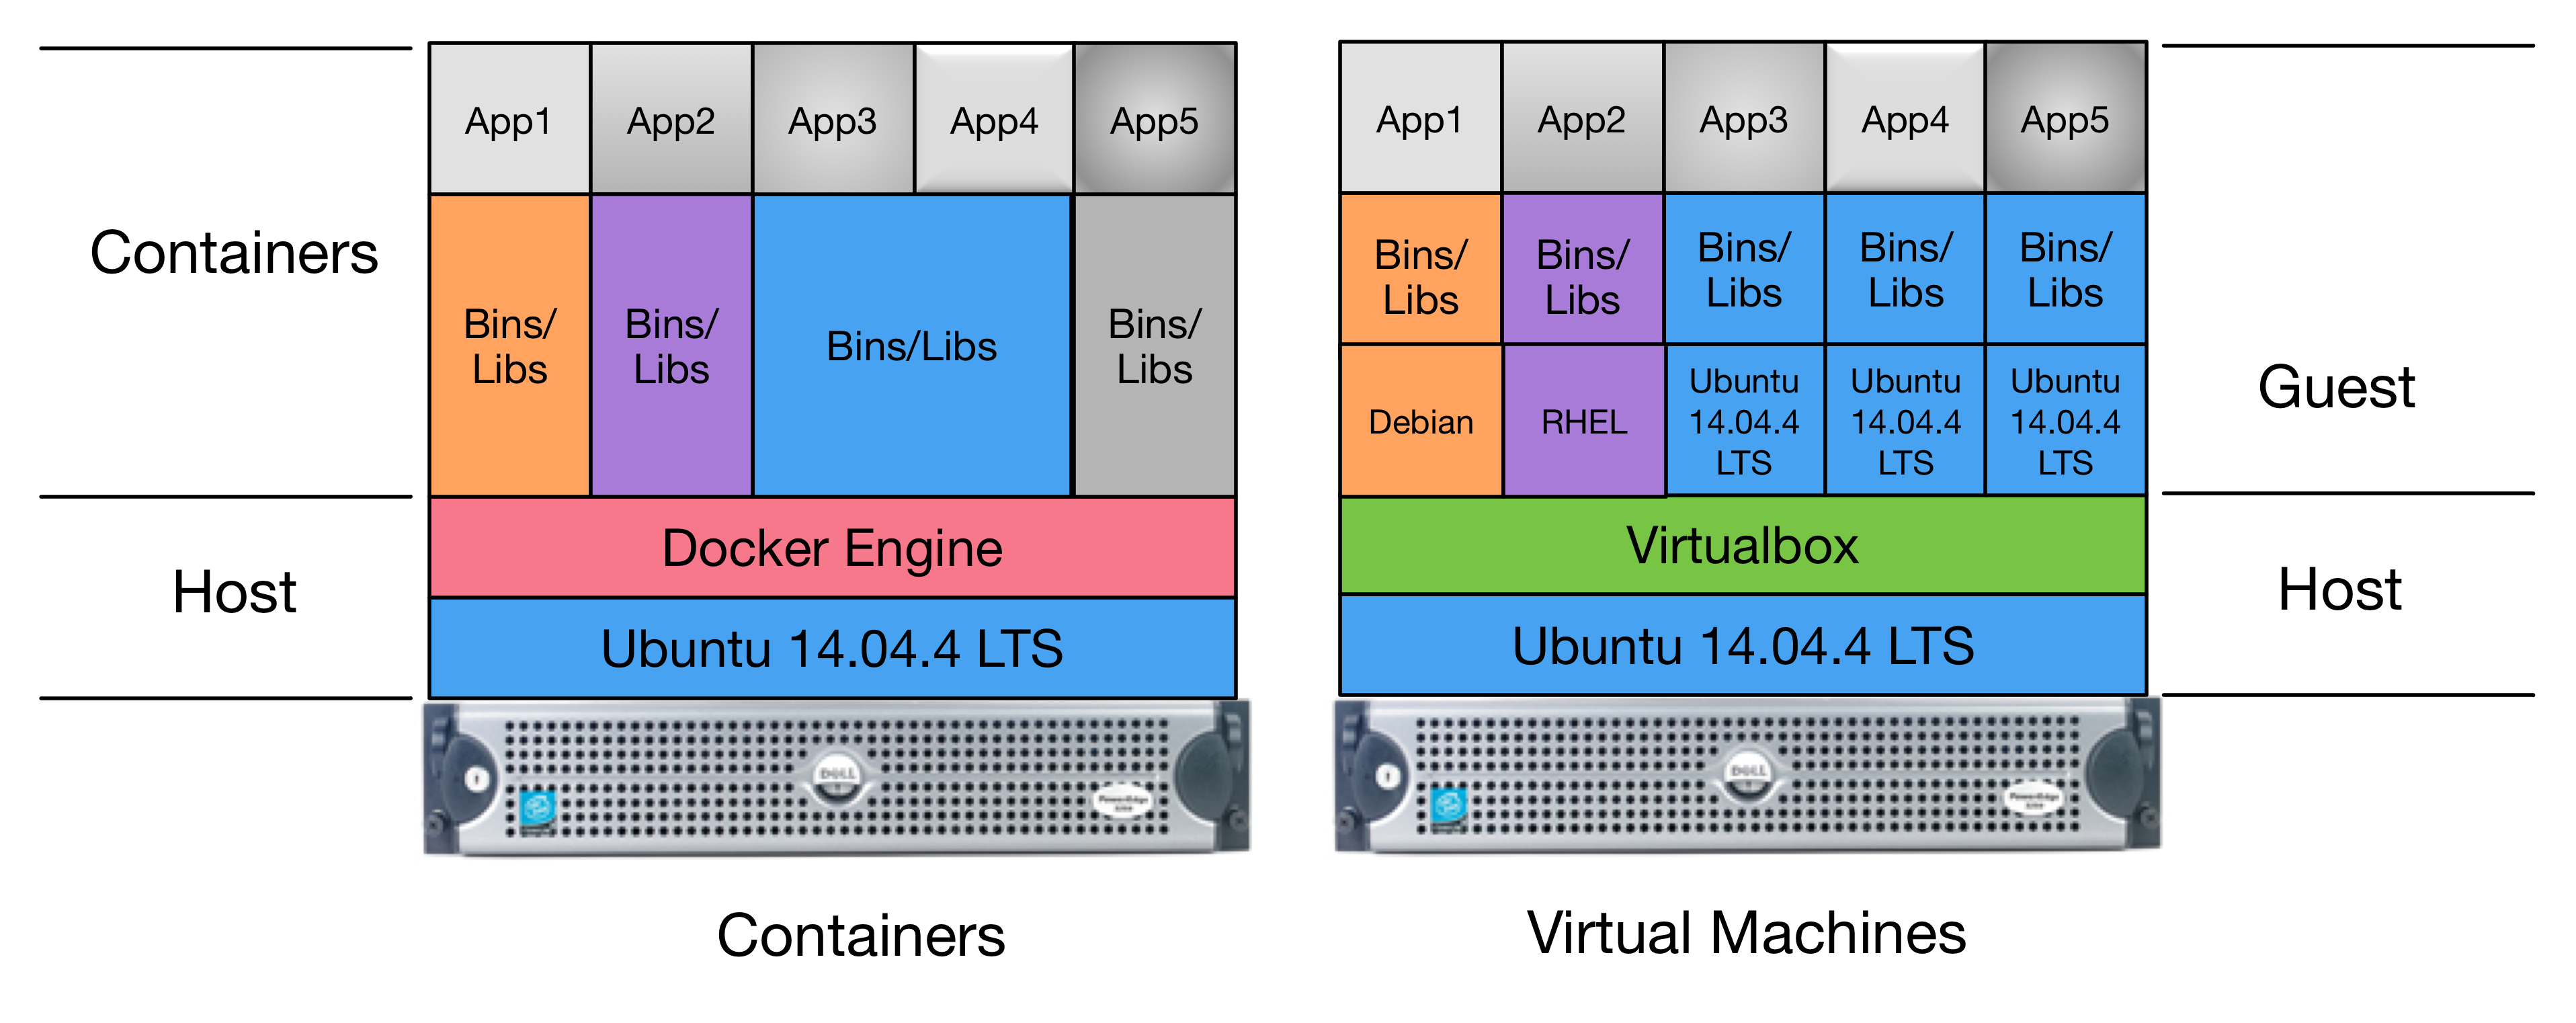 Containers
Host
App1
App2
App3
App4
App5
Bins/
Libs
Bins/
Libs
Bins/Libs
Bins/
Libs
Docker Engine
Ubuntu 14.04.4 LTS
DELL
Containers
App1
App2
App3
App4
App5
Bins/
Libs
Bins/
Libs
Bins/
Libs
Bins/
Libs
Bins/
Libs
Debian
RHEL
Ubuntu
14.04.4
LTS
Ubuntu
14.04.4
LTS
Ubuntu
14.04.4
LTS
Virtualbox
Ubuntu 14.04.4 LTS
DELL
Virtual Machines
Guest
Host